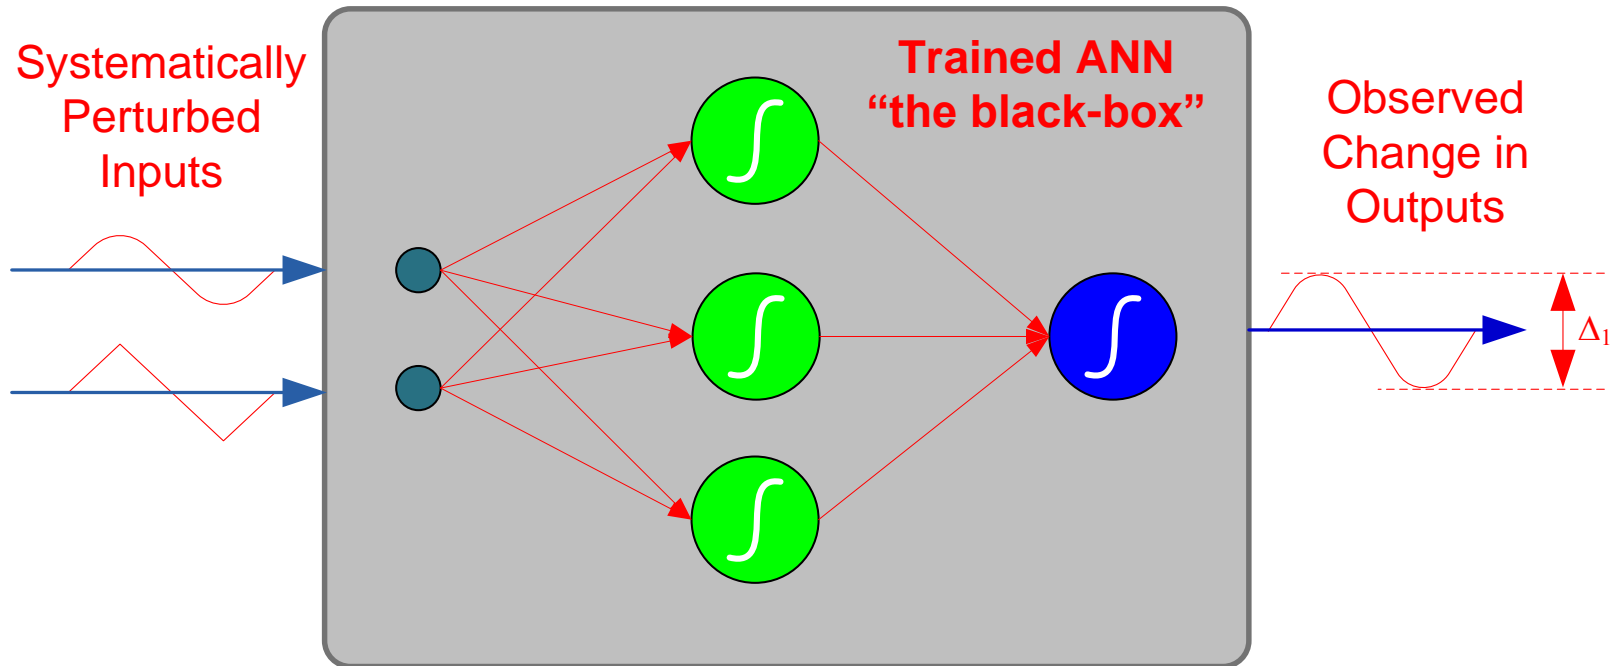 Systematically
Perturbed
Inputs
Trained ANN
“the black-box”
Observed
Change in
Outputs
Δ1